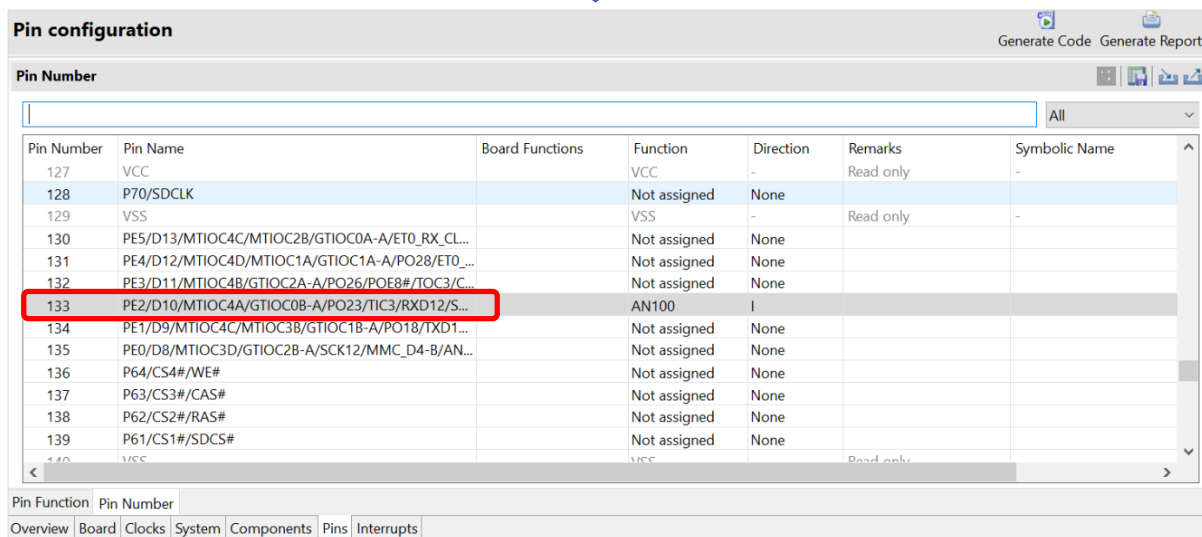 Pin configuration
Generate Code Generate Report
Pin Number
All
Pin Number Pin Name Board Functions Function Direction Remarks Symbolic Name
127 VCC VCC - Read only -
128 P70/SDCLK Not assigned None
129 VSS VSS - Read only -
130 PE5/D13/MTIOC4C/MTIOC2B/GTIOC0A-A/ET0_RX_CL... Not assigned None
131 PE4/D12/MTIOC4D/MTIOC1A/GTIOC1A-A/PO28/ET0_... Not assigned None
132 PE3/D11/MTIOC4B/GTIOC2A-A/PO26/POE8#/TOC3/C... Not assigned None
133 PE2/D10/MTIOC4A/GTIOC0B-A/PO23/TIC3/RXD12/S... AN100 I
134 PE1/D9/MTIOC4C/MTIOC3B/GTIOC1B-A/PO18/TXD1... Not assigned None
135 PE0/D8/MTIOC3D/GTIOC2B-A/SCK12/MMC_D4-B/AN... Not assigned None
136 P64/CS4#/WE# Not assigned None
137 P63/CS3#/CAS# Not assigned None
138 P62/CS2#/RAS# Not assigned None
139 P61/CS1#/SDCS# Not assigned None
140 VSS VSS Read only
Pin Function Pin Number
Overview Board Clocks System Components Pins Interrupts